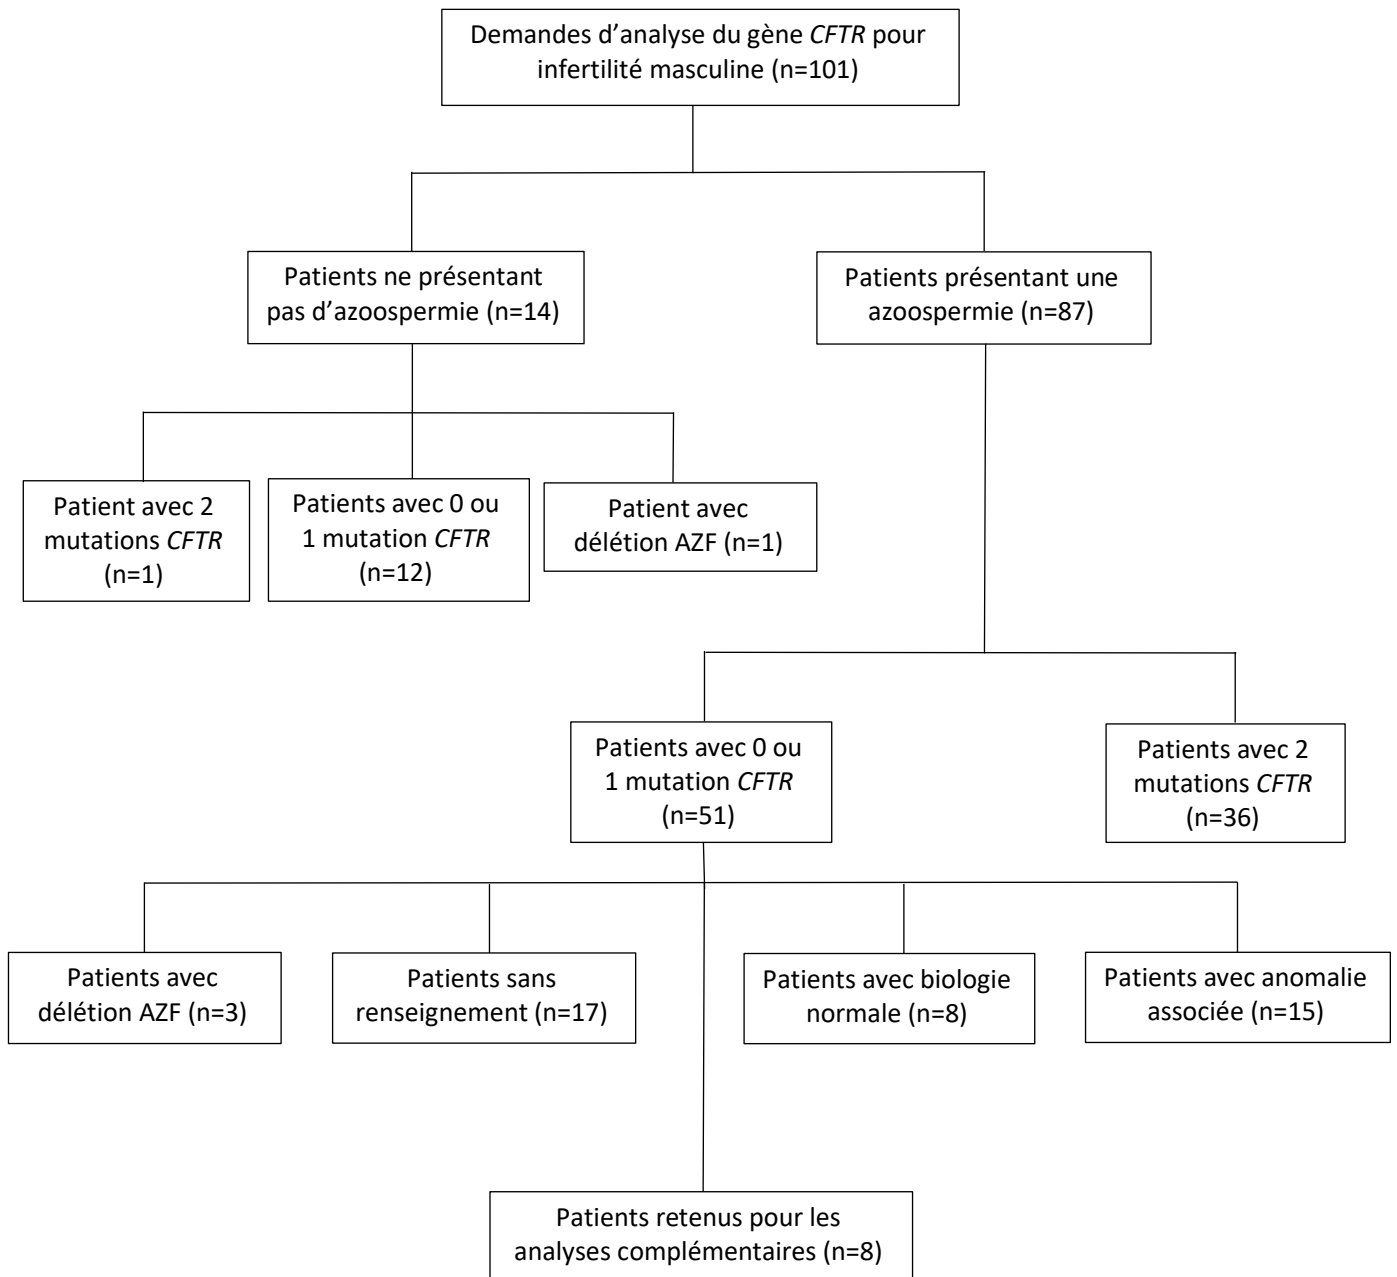 Demandes d’analyse du gène CFTR pour
infertilité masculine (n=101)
Patients ne présentant
pas d’azoospermie (n=14)
Patients présentant une
azoospermie (n=87)
Patient avec 2
mutations CFTR
(n=1)
Patients avec 0 ou
1 mutation CFTR
(n=12)
Patient avec
délétion AZF (n=1)
Patients avec 0 ou
1 mutation CFTR
(n=51)
Patients avec 2
mutations CFTR
(n=36)
Patients avec
délétion AZF (n=3)
Patients sans
renseignement (n=17)
Patients avec biologie
normale (n=8)
Patients avec anomalie
associée (n=15)
Patients retenus pour les
analyses complémentaires (n=8)